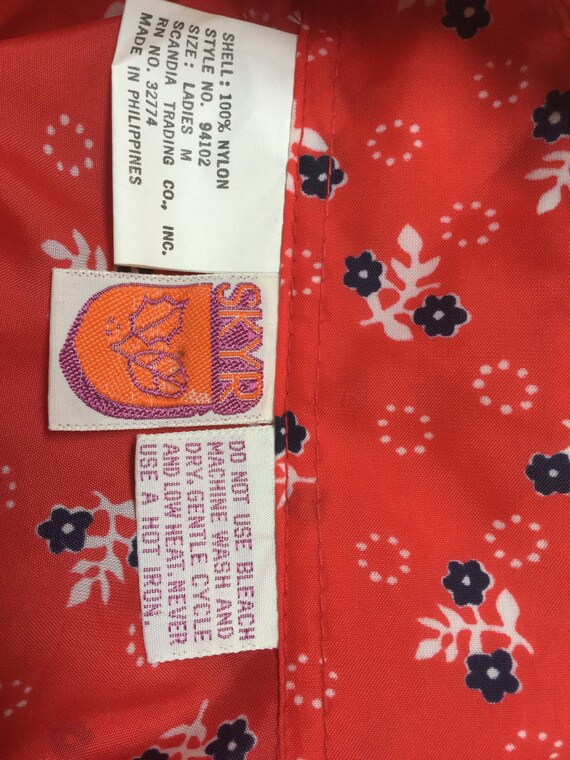 SHELL: 100% NYLON
STYLE NO. 94102
SIZE: LADIES M
SCANDIA TRADING CO., INC.
RN NO. 32774
MADE IN PHILIPPINES
SKYR
DO NOT USE BLEACH
MACHINE WASH AND
DRY, GENTLE CYCLE
AND LOW HEAT. NEVER
USE A HOT IRON.